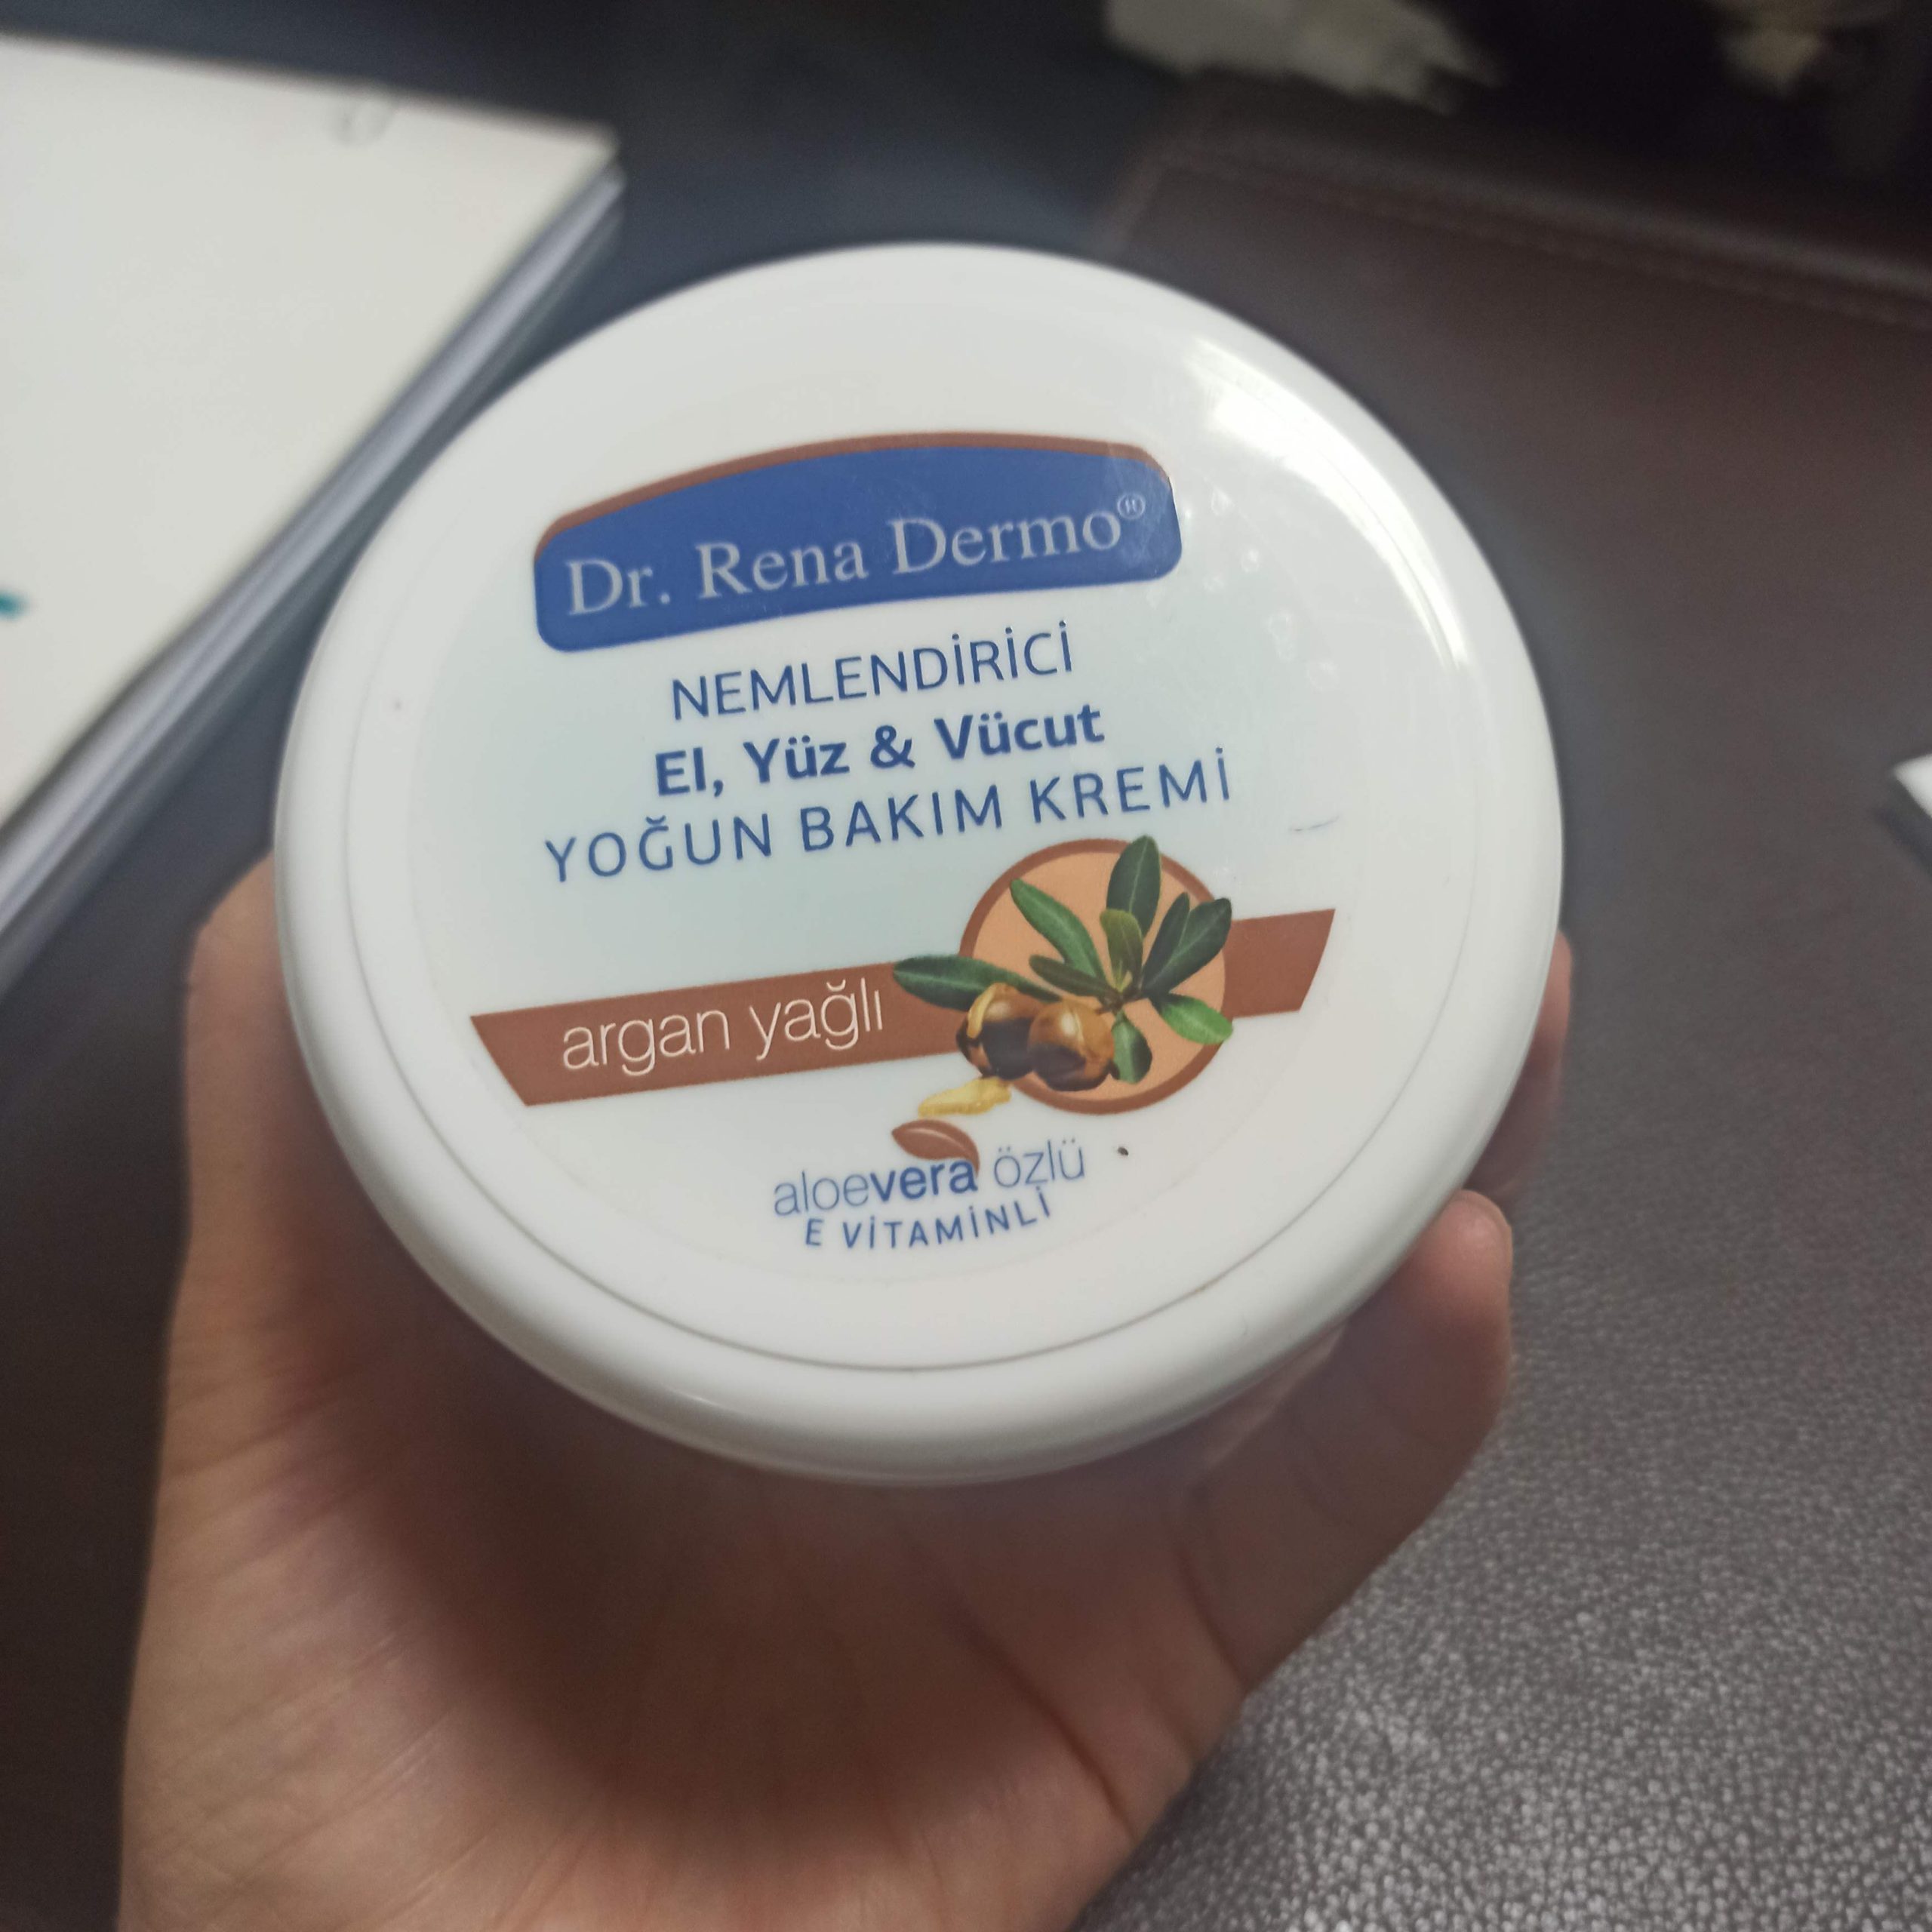 Dr. Rena Dermo®
NEMLENDİRİCİ
El, Yüz & Vücut
YOĞUN BAKIM KREMİ
argan yağlı
aloevera özlü
E VİTAMİNLİ